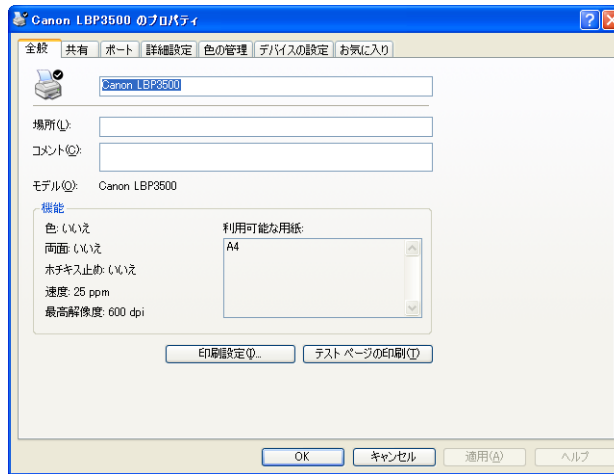 Canon LBP3500 のプロパティ
全般 共有 ポート 詳細設定 色の管理 デバイスの設定 お気に入り
Canon LBP3500
場所(L):
コメント(C):
モデル(O): Canon LBP3500
機能
色: いいえ 利用可能な用紙:
両面: いいえ A4
ホチキス止め: いいえ
速度: 25 ppm
最高解像度: 600 dpi
印刷設定(I)... テスト ページの印刷(T)
OK キャンセル 適用(A) ヘルプ